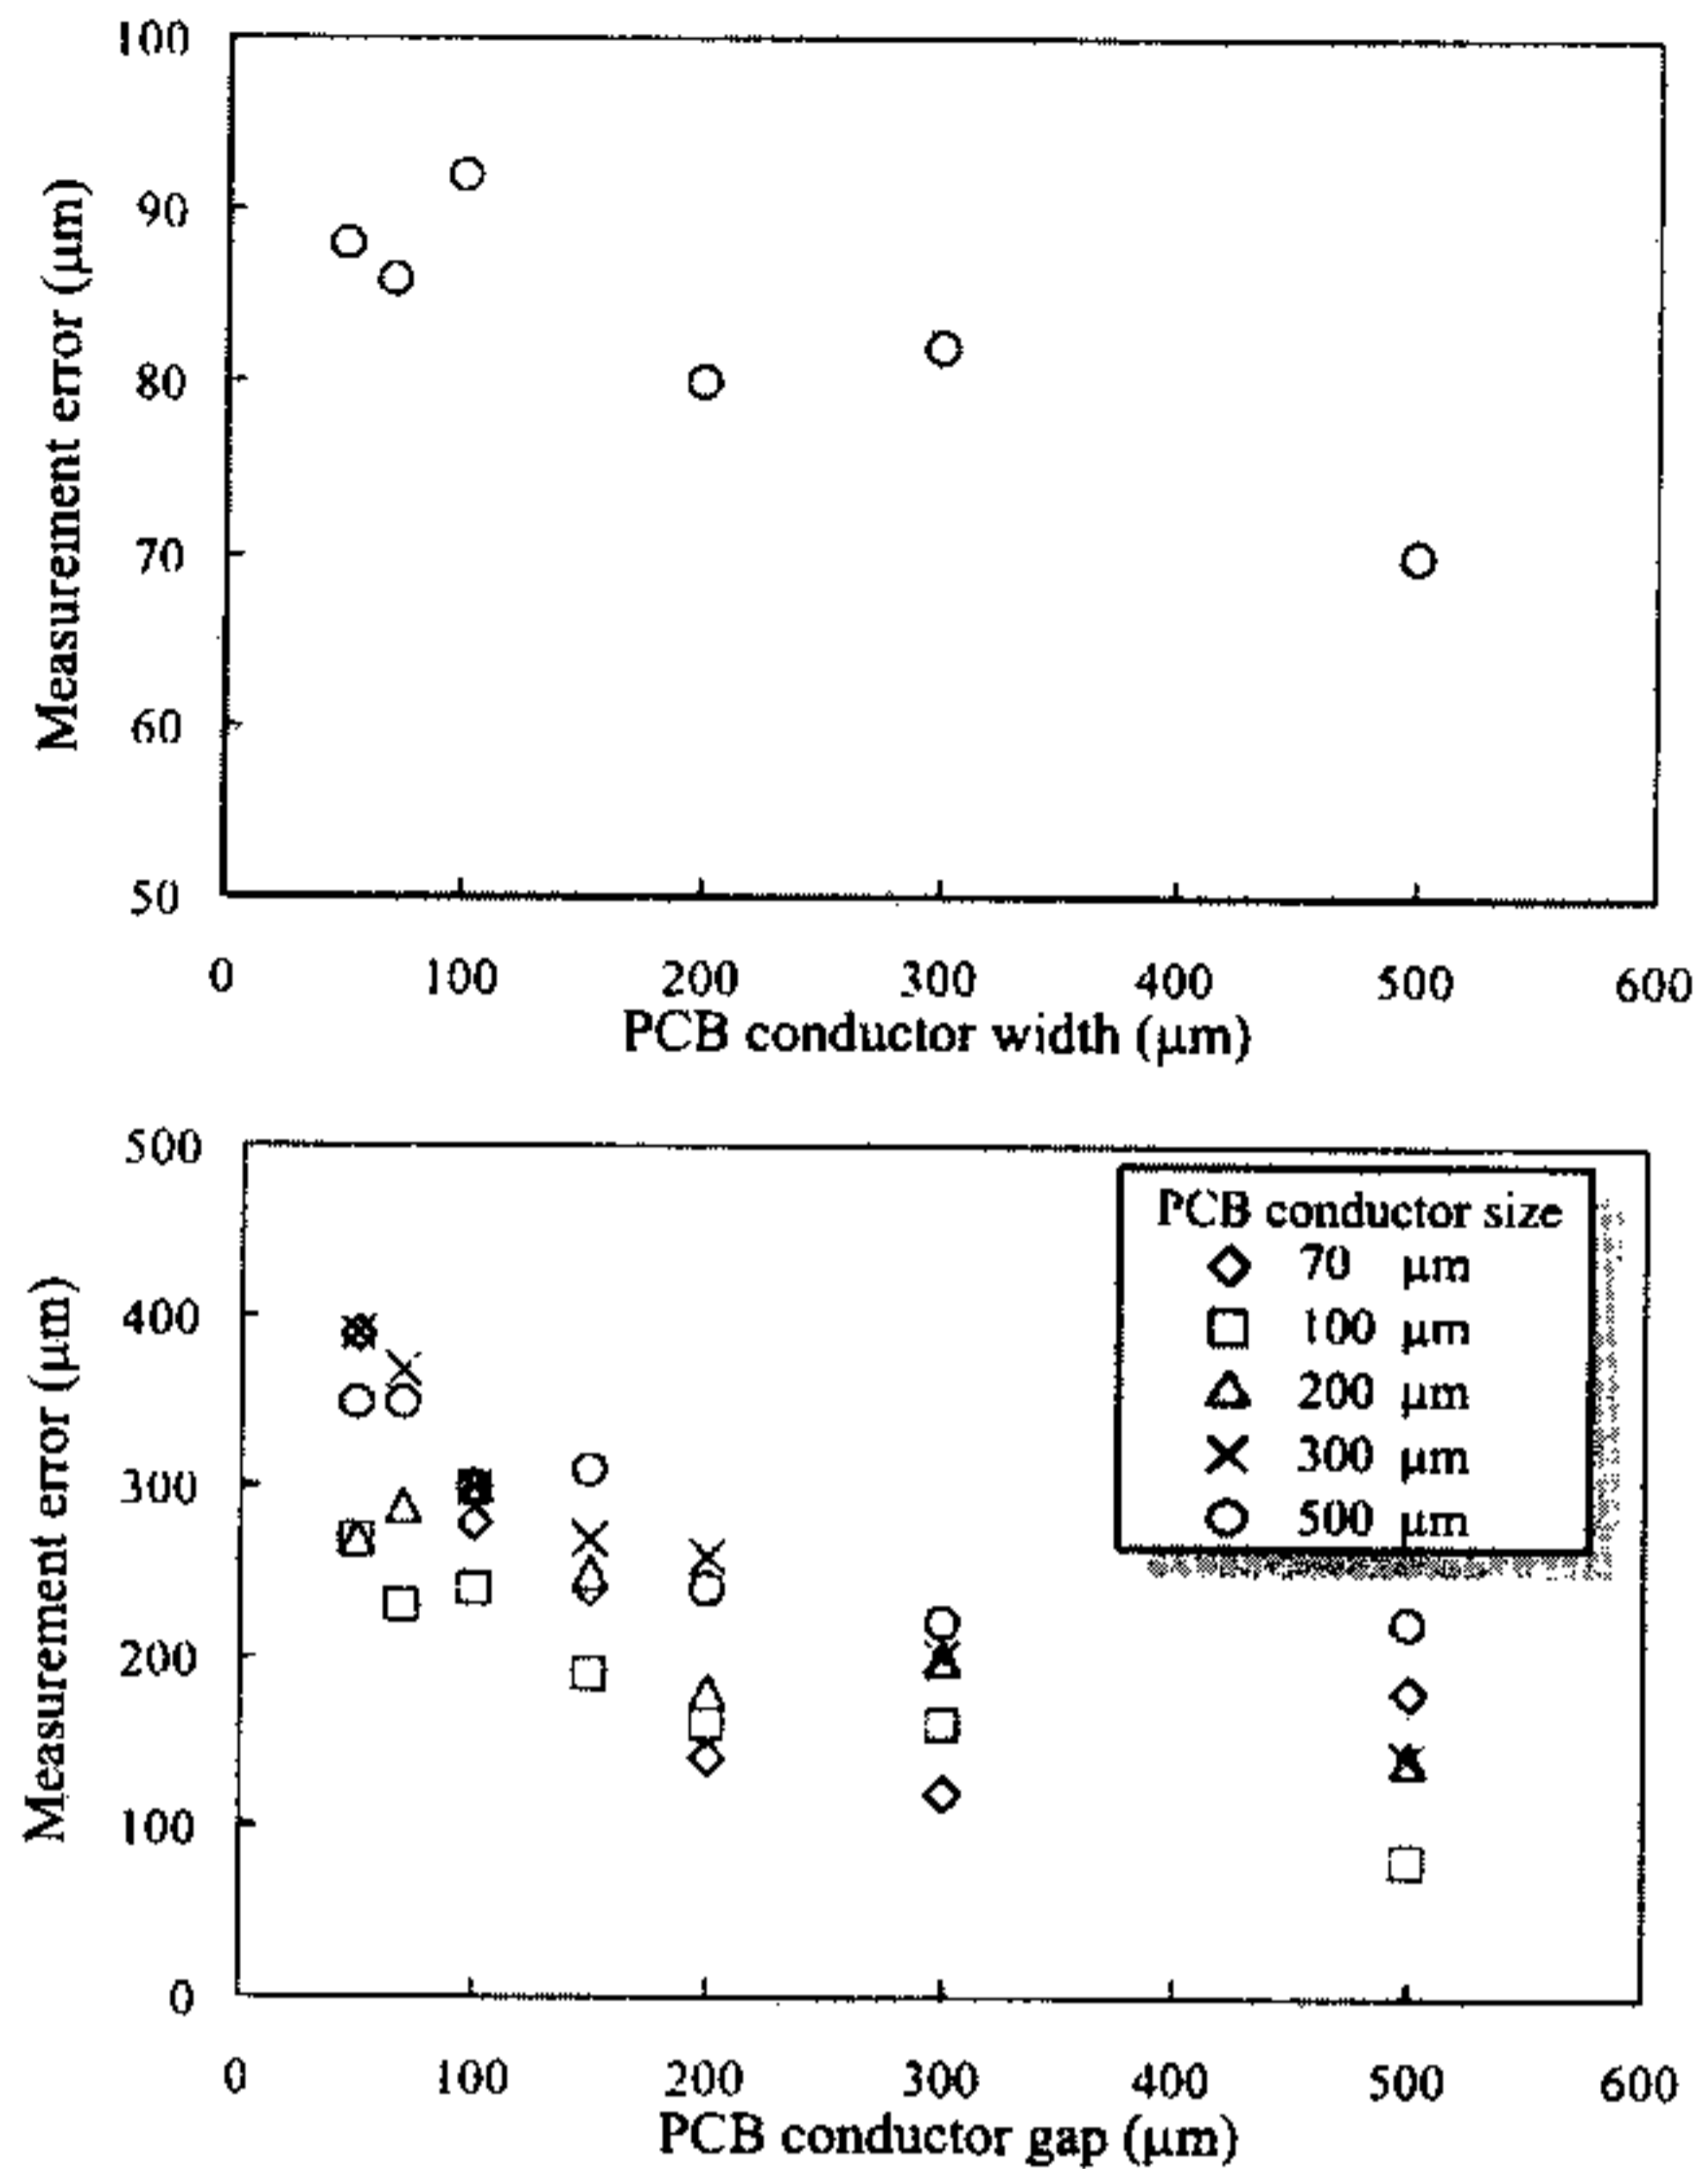 100
90
80
70
60
50
Measurement error (μm)
0 100 200 300 400 500 600
PCB conductor width (μm)
500
400
300
200
100
0
Measurement error (μm)
PCB conductor size
70 μm
100 μm
200 μm
300 μm
500 μm
0 100 200 300 400 500 600
PCB conductor gap (μm)